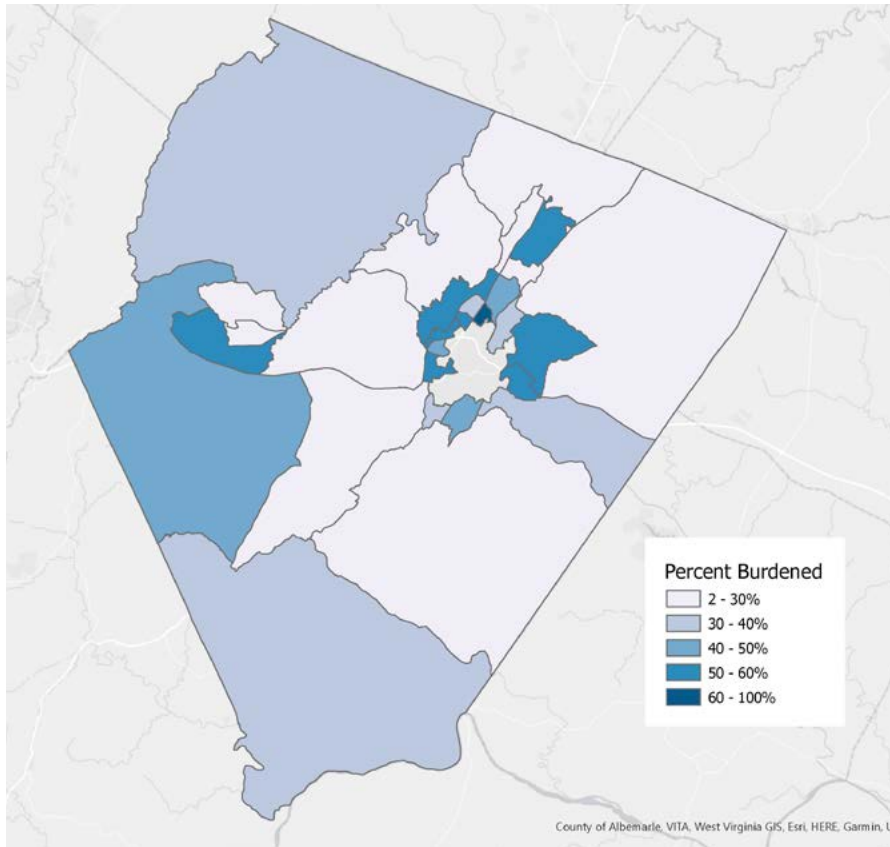 Percent Burdened
2 - 30%
30 - 40%
40 - 50%
50 - 60%
60 - 100%
County of Albemarle, VITA, West Virginia GIS, Esri, HERE, Garmin, U